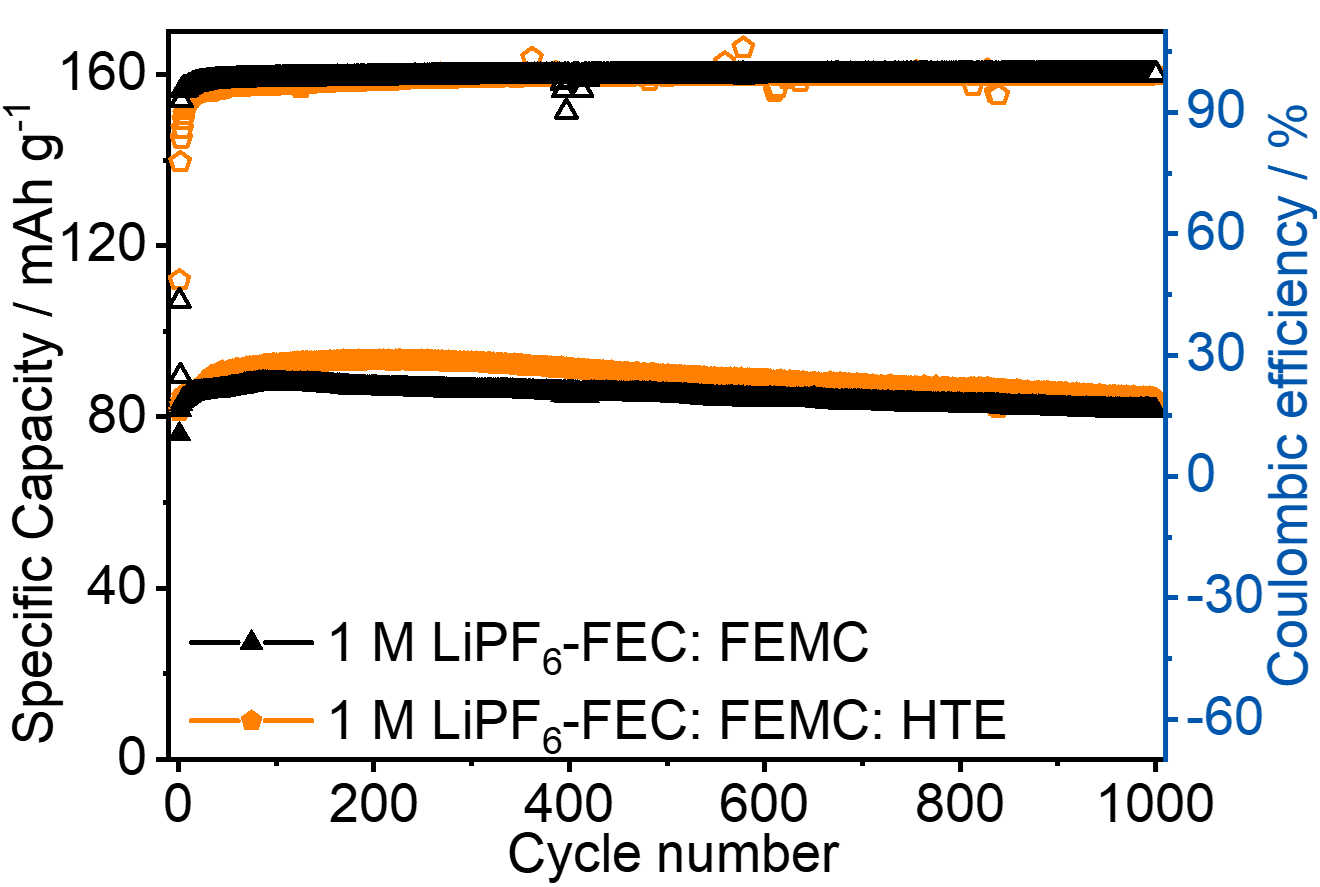 Specific Capacity / mAh g⁻¹
160
120
80
40
0
1 M LiPF₆-FEC: FEMC
1 M LiPF₆-FEC: FEMC: HTE
0 200 400 600 800 1000
Cycle number
90
60
30
0
-30
-60
Coulombic efficiency / %